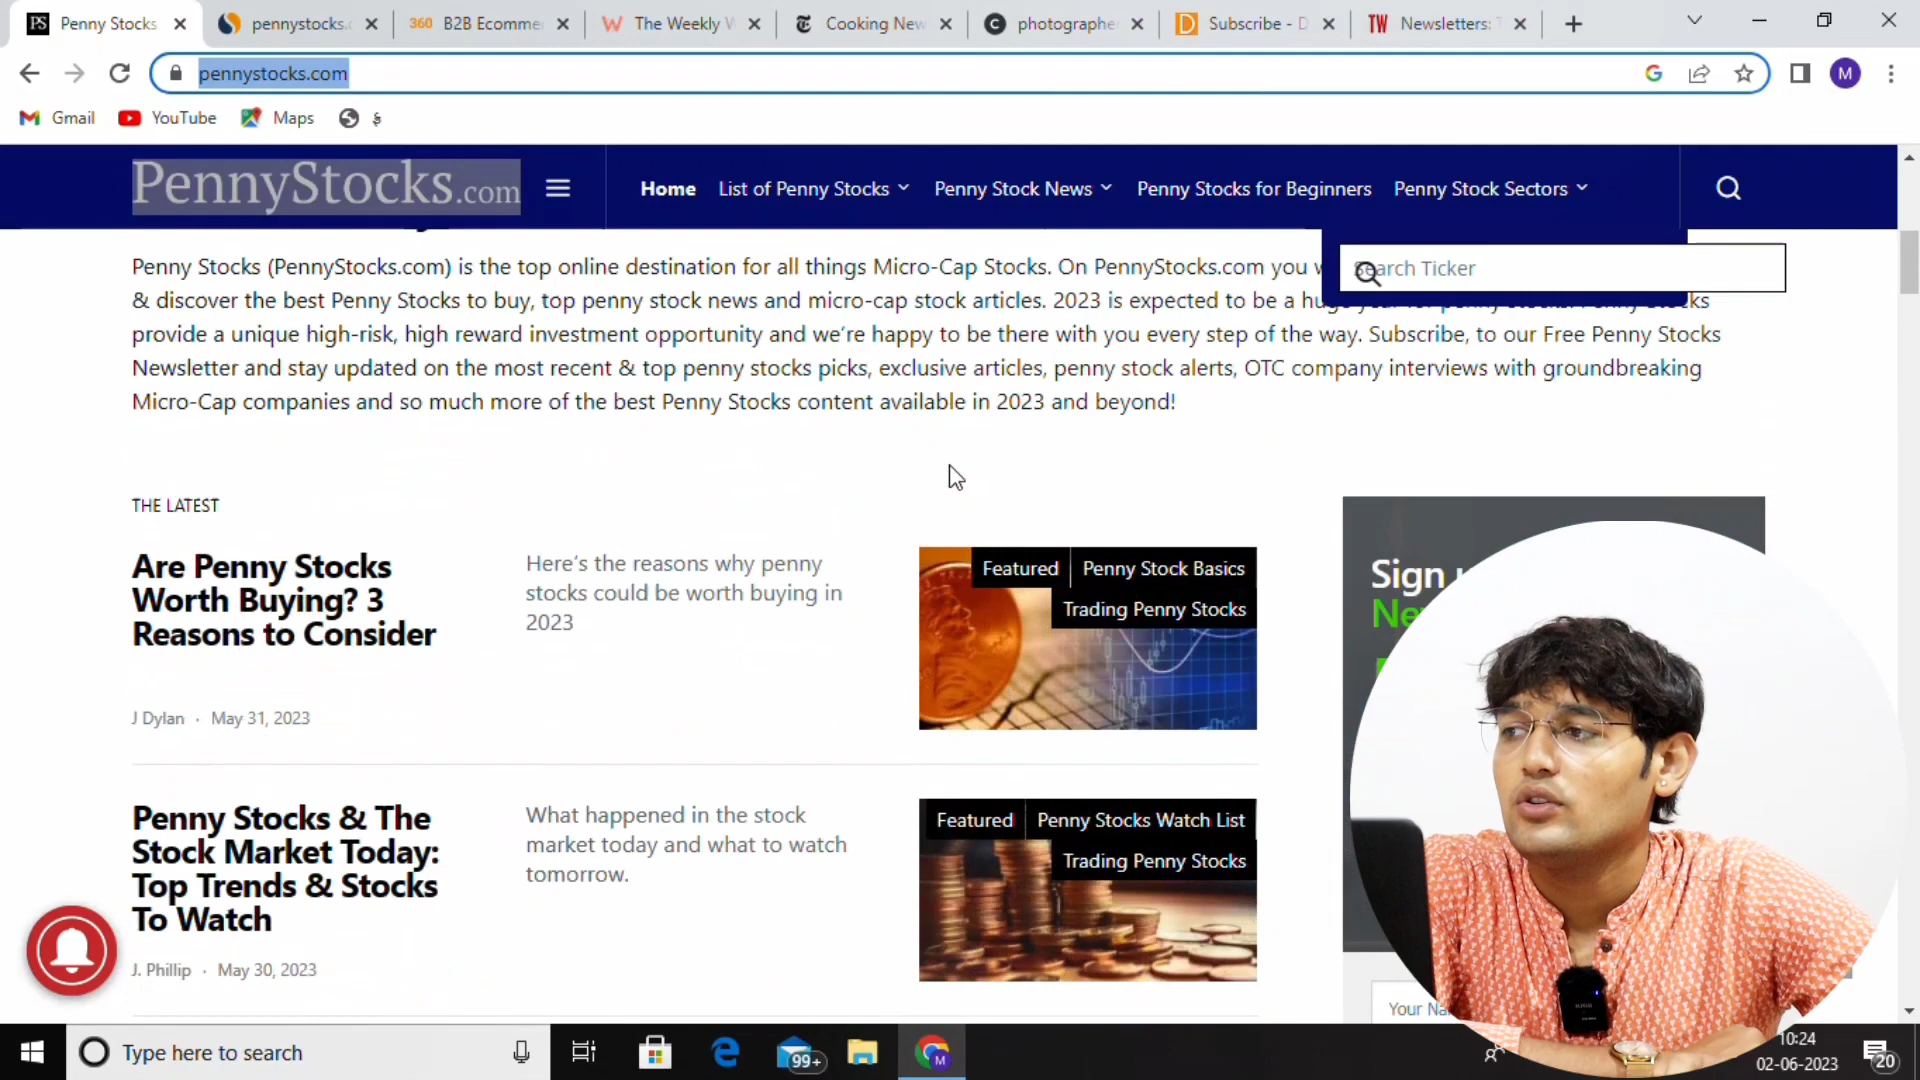 Penny Stocks
pennystocks.
360 B2B Ecomme
The Weekly
Cooking New
photographe
Subscribe - D
TW Newsletters:
pennystocks.com
M
Gmail
YouTube
Maps
PennyStocks.com
Home
List of Penny Stocks
Penny Stock News
Penny Stocks for Beginners
Penny Stock Sectors
Search Ticker
Penny Stocks (PennyStocks.com) is the top online destination for all things Micro-Cap Stocks. On PennyStocks.com you
& discover the best Penny Stocks to buy, top penny stock news and micro-cap stock articles. 2023 is expected to be a
provide a unique high-risk, high reward investment opportunity and we're happy to be there with you every step of the way. Subscribe, to our Free Penny Stocks
Newsletter and stay updated on the most recent & top penny stocks picks, exclusive articles, penny stock alerts, OTC company interviews with groundbreaking
Micro-Cap companies and so much more of the best Penny Stocks content available in 2023 and beyond!
THE LATEST
Are Penny Stocks
Worth Buying? 3
Reasons to Consider
Here's the reasons why penny
stocks could be worth buying in
2023
Featured
Penny Stock Basics
Trading Penny Stocks
J Dylan · May 31, 2023
Sign
Ne
Penny Stocks & The
Stock Market Today:
Top Trends & Stocks
To Watch
What happened in the stock
market today and what to watch
tomorrow.
Featured
Penny Stocks Watch List
Trading Penny Stocks
J. Phillip · May 30, 2023
Your Na
Type here to search
99+
M
10:24
02-06-2023
20